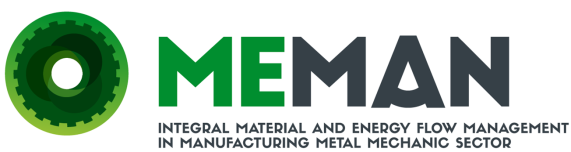 MEMAN
INTEGRAL MATERIAL AND ENERGY FLOW MANAGEMENT
IN MANUFACTURING METAL MECHANIC SECTOR